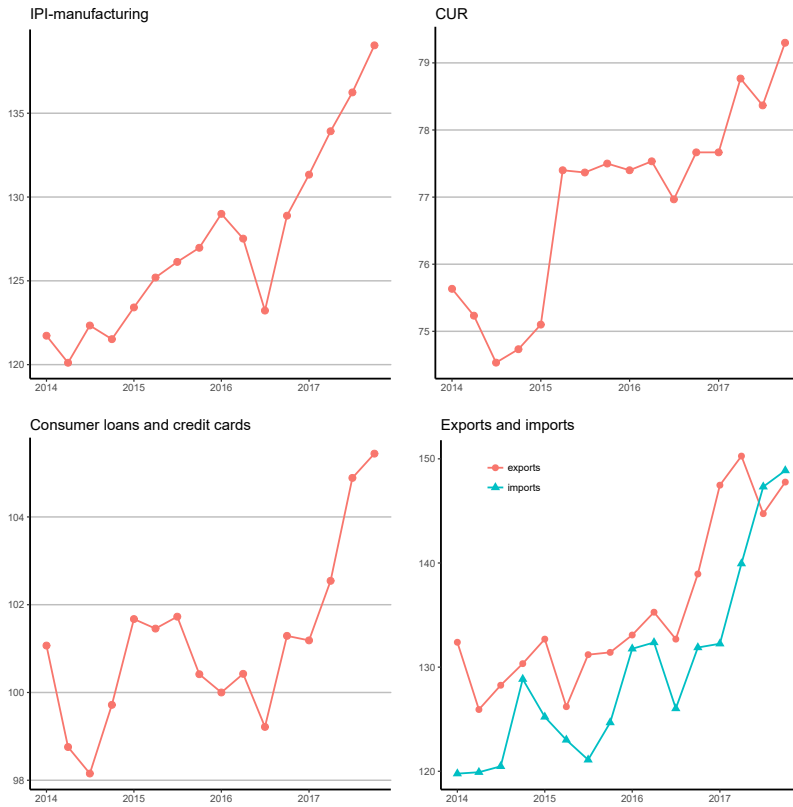 IPI-manufacturing
135
130
125
120
2014 2015 2016 2017
CUR
79
78
77
76
75
2014 2015 2016 2017
Consumer loans and credit cards
104
102
100
98
2014 2015 2016 2017
Exports and imports
exports
imports
150
140
130
120
2014 2015 2016 2017